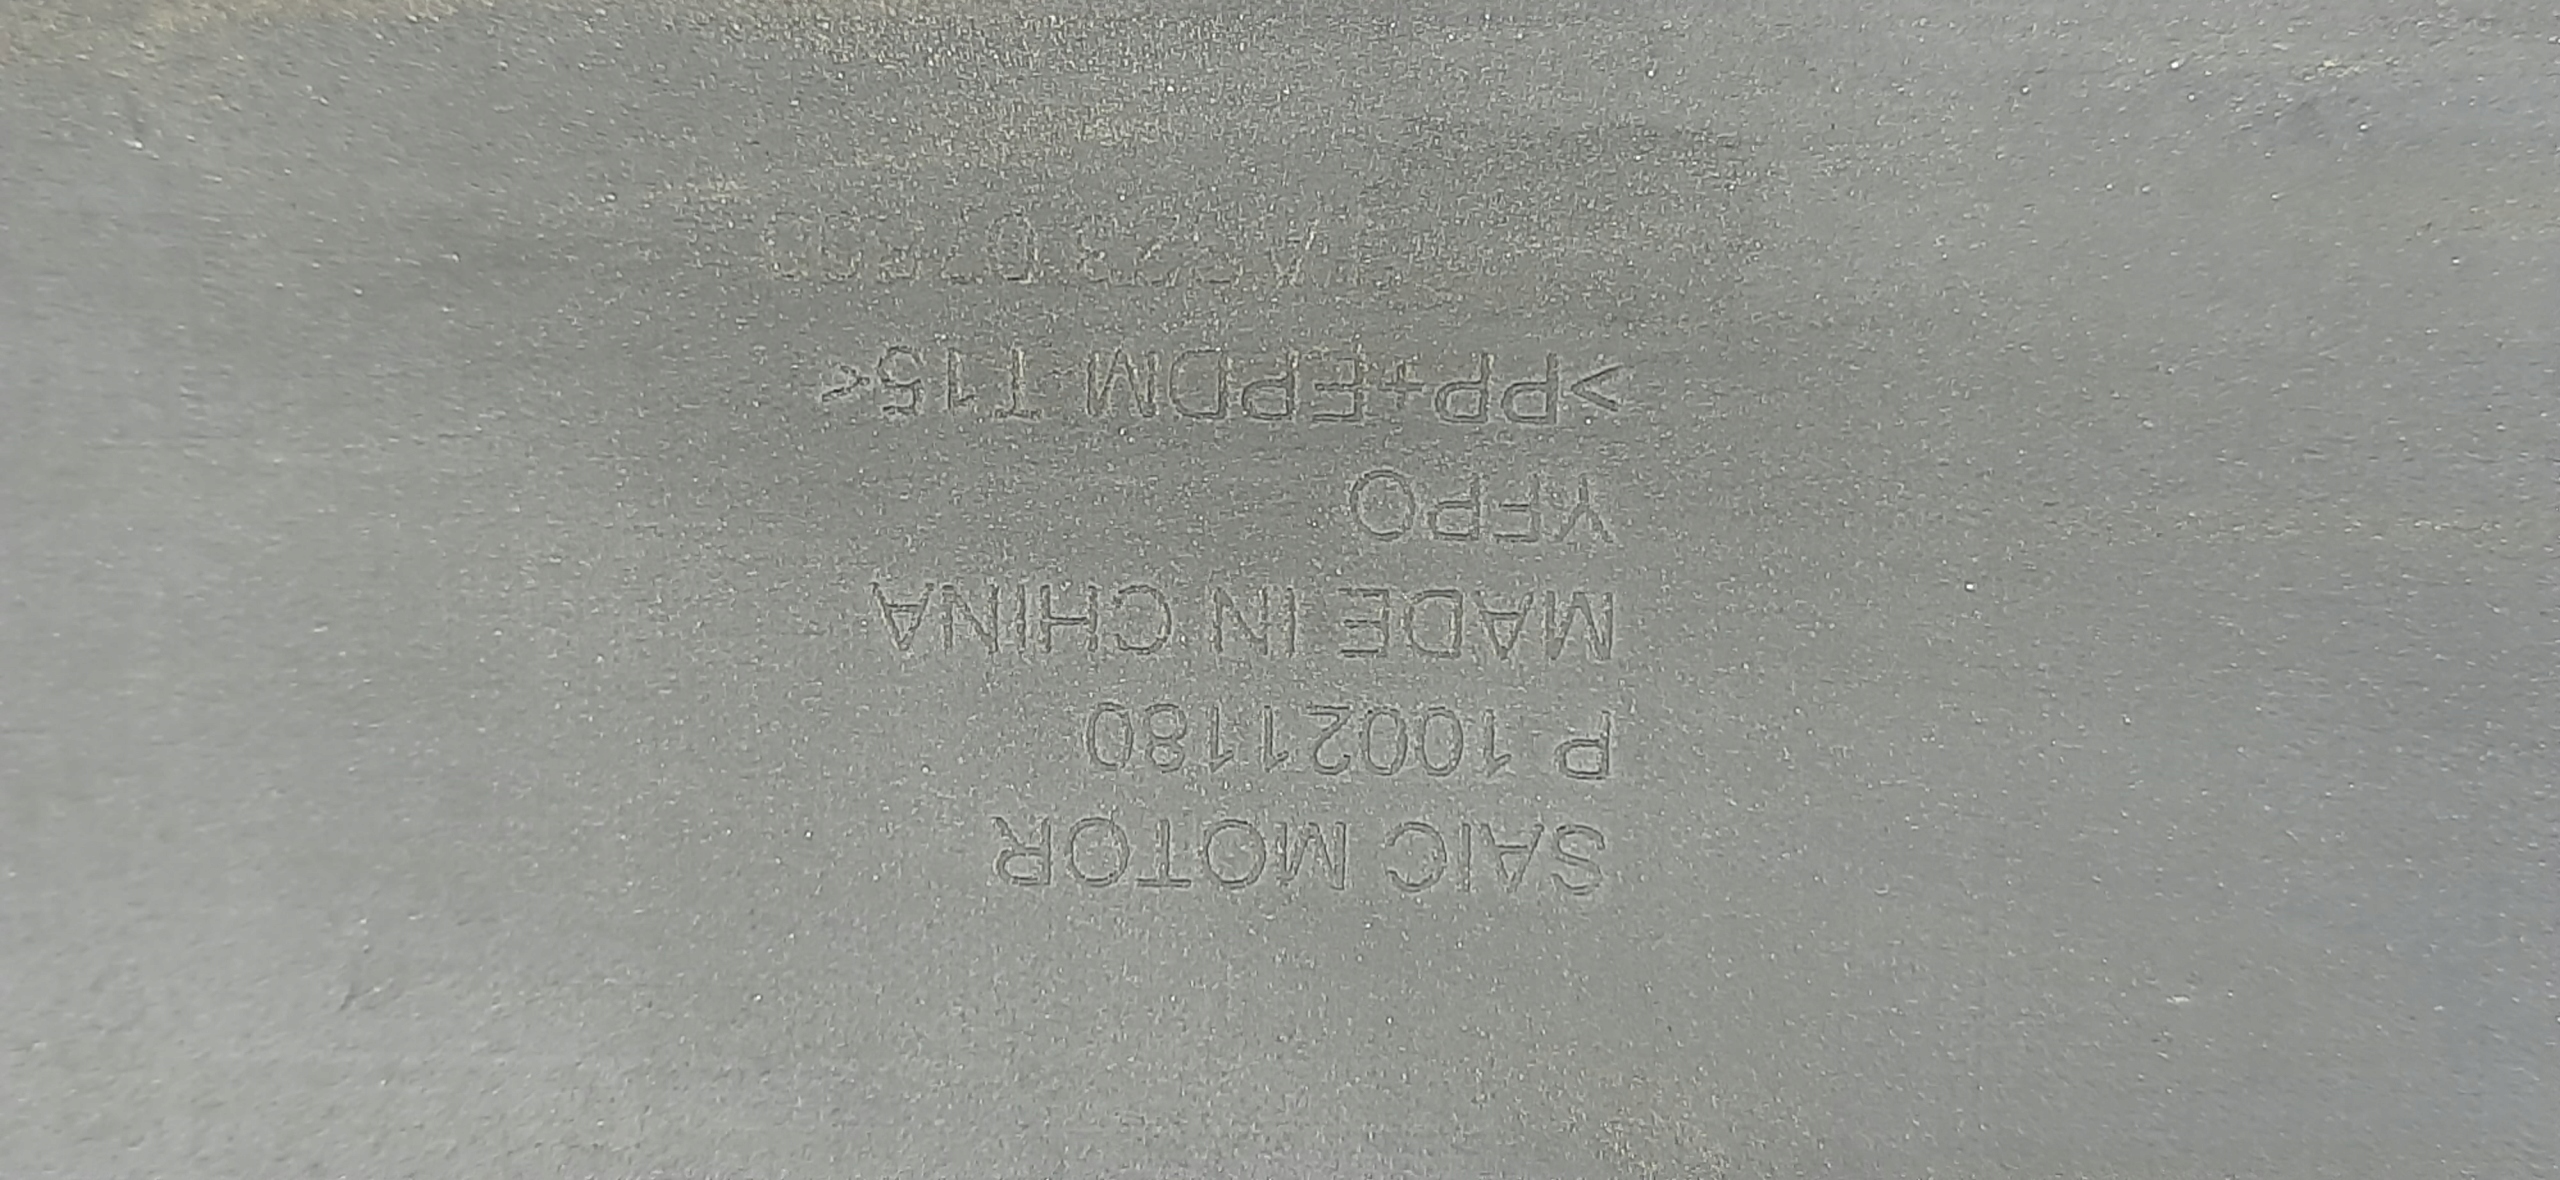 SAIC MOTOR
P 10021180
MADE IN CHINA
YFPO
>PP+EPDM T15<